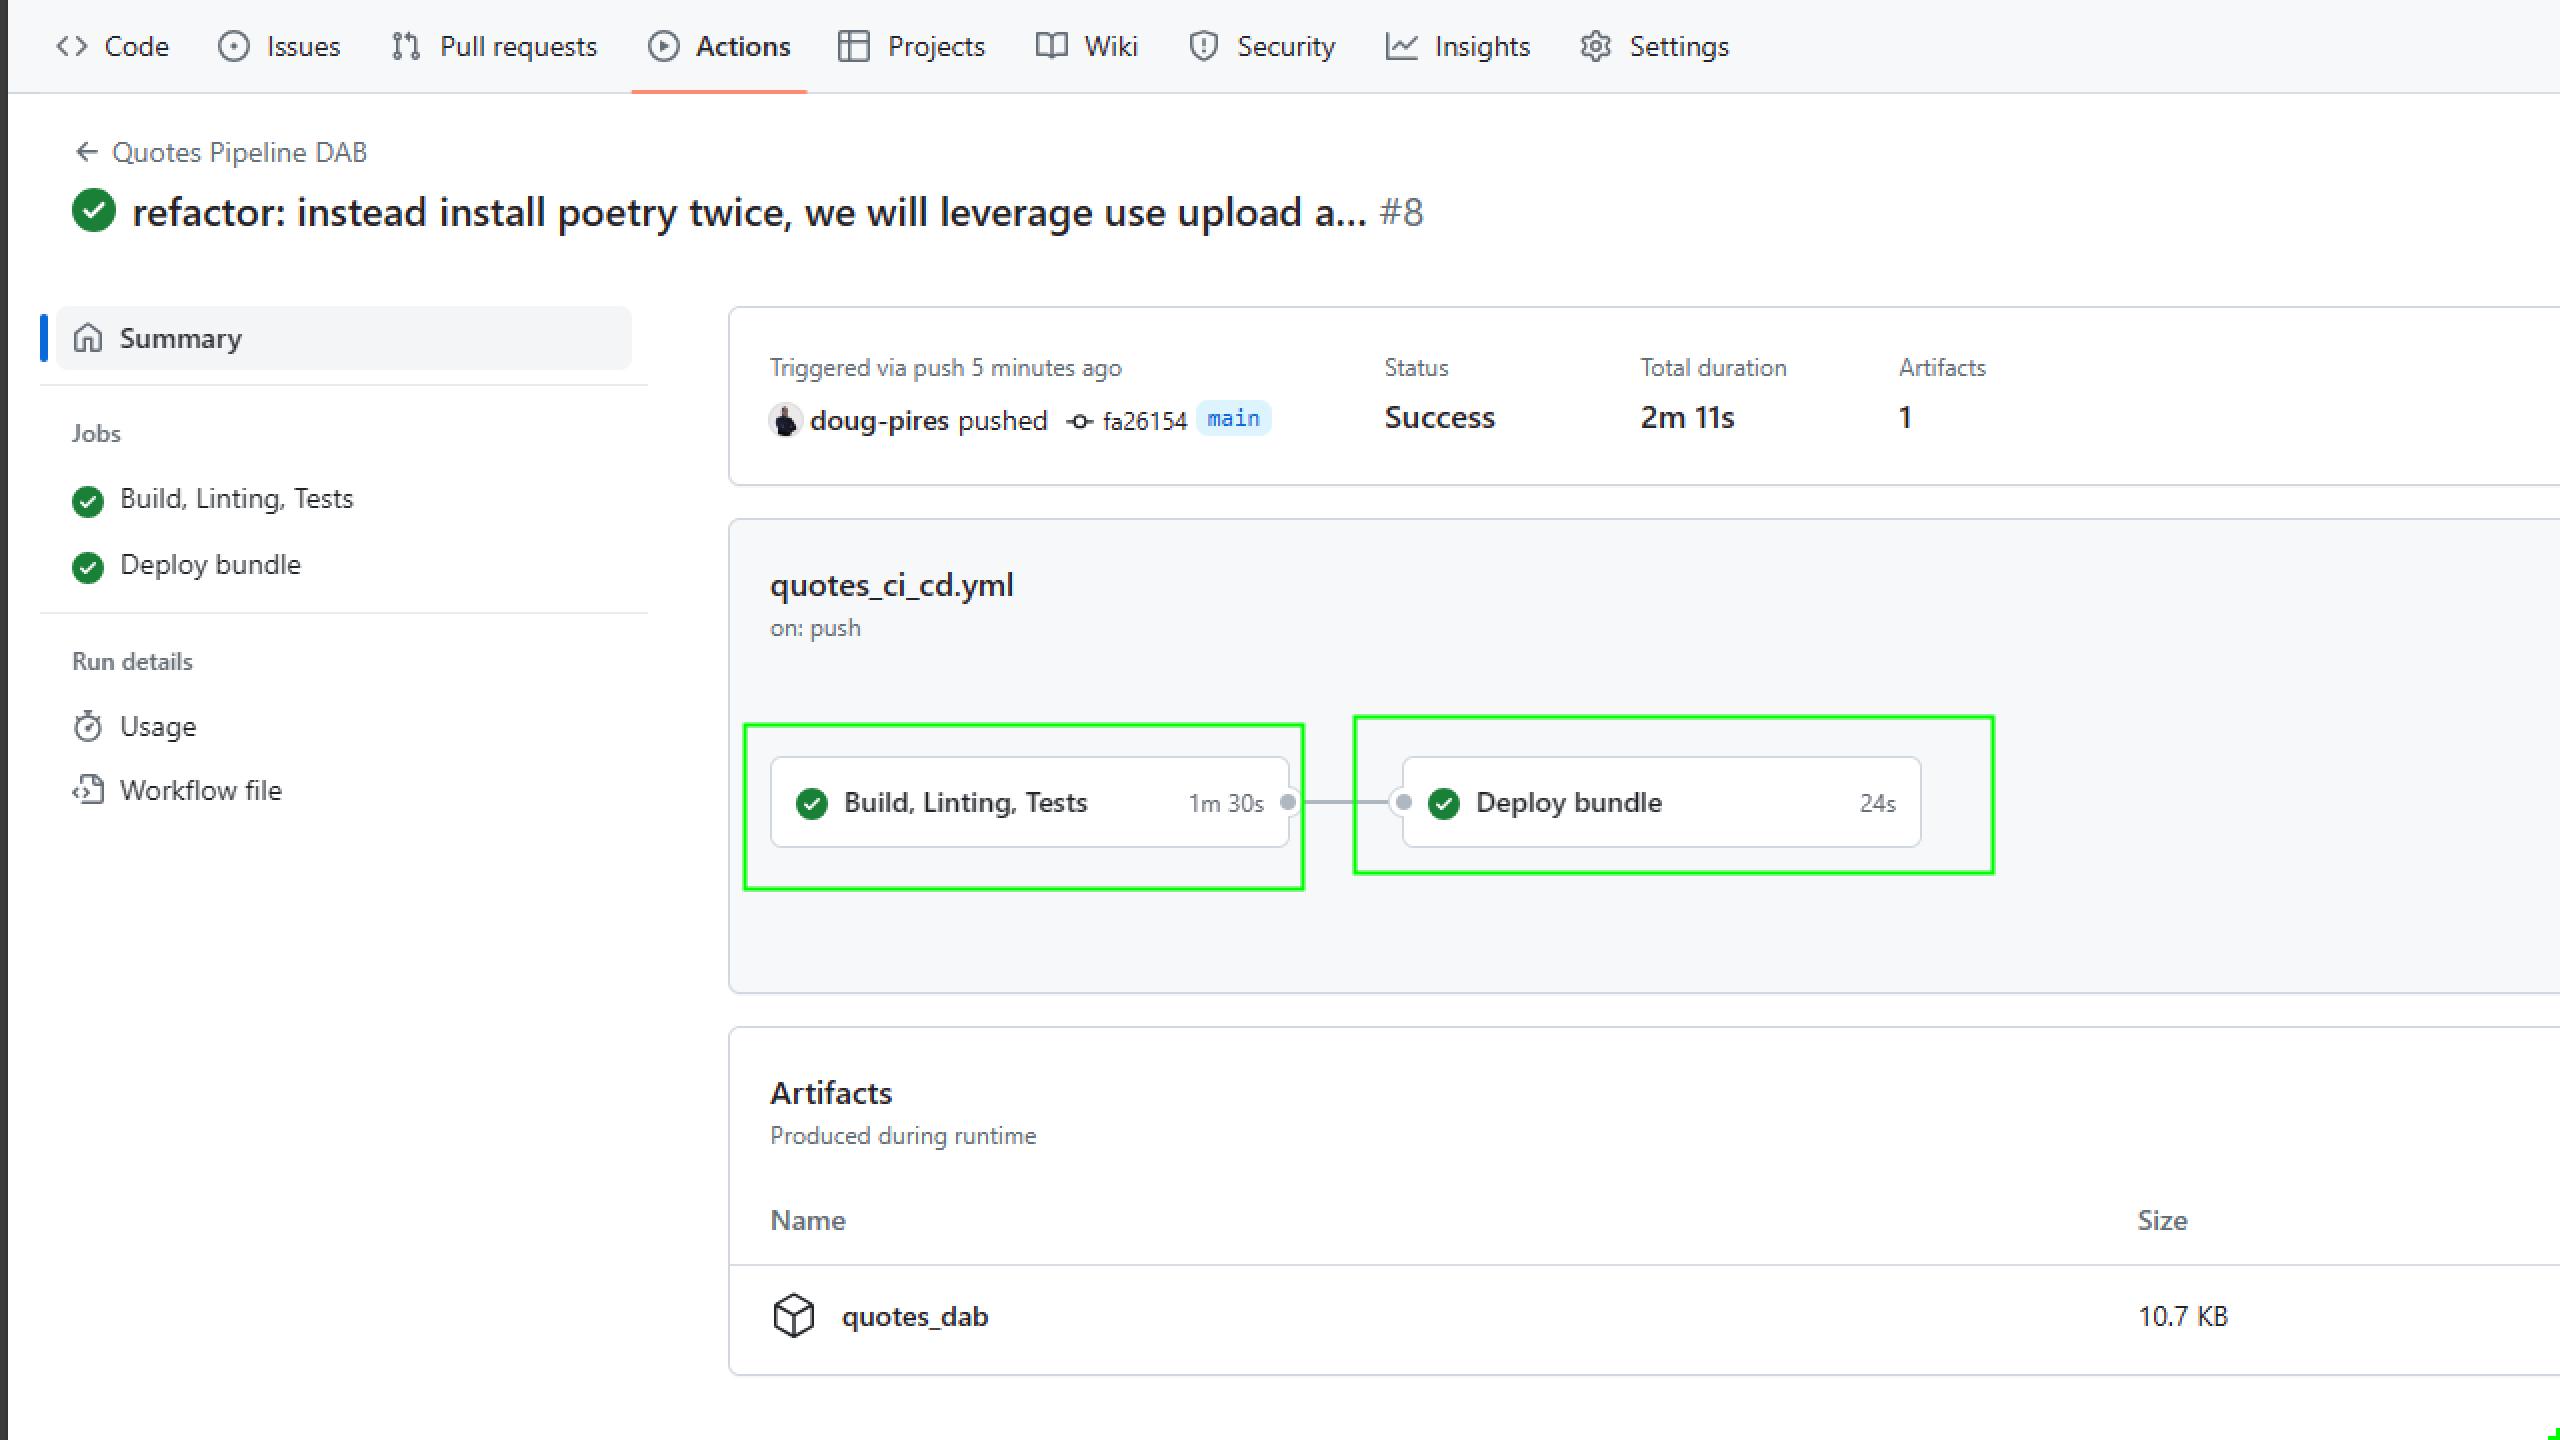 Code Issues Pull requests Actions Projects Wiki Security Insights Settings
Quotes Pipeline DAB
refactor: instead install poetry twice, we will leverage use upload a... #8
Summary
Jobs
Build, Linting, Tests
Deploy bundle
Run details
Usage
Workflow file
Triggered via push 5 minutes ago
doug-pires pushed fa26154 main
Status
Success
Total duration
2m 11s
Artifacts
1
quotes_ci_cd.yml
on: push
Build, Linting, Tests 1m 30s
Deploy bundle 24s
Artifacts
Produced during runtime
Name Size
quotes_dab 10.7 KB